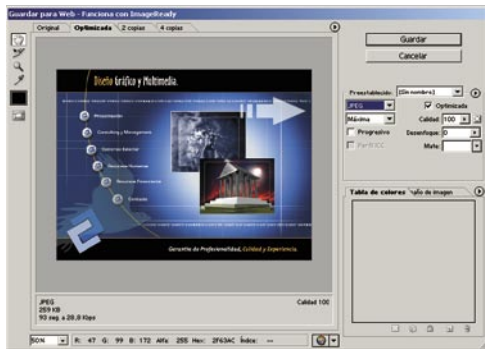 Guardar para Web - Funciona con ImageReady
Original Optimizada 2 copias 4 copias
Guardar
Cancelar
Preestablecido: [Sin nombre]
JPEG Optimizada
Máxima Calidad: 100
Progresivo Desenfoque: 0
Perfil ICC Mate:
Tabla de colores
Diseño Gráfico y Multimedia.
Presentación
Consulting y Management
Recursos Humanos
Recursos Financieros
Contacto
Garantía de Profesionalidad, Calidad y Experiencia.
JPEG Calidad 100
259 KB
93 seg. a 28,8 Kbps
50% R: 47 G: 99 B: 172 Alfa: 255 Hex: 2F63AC Índice: --